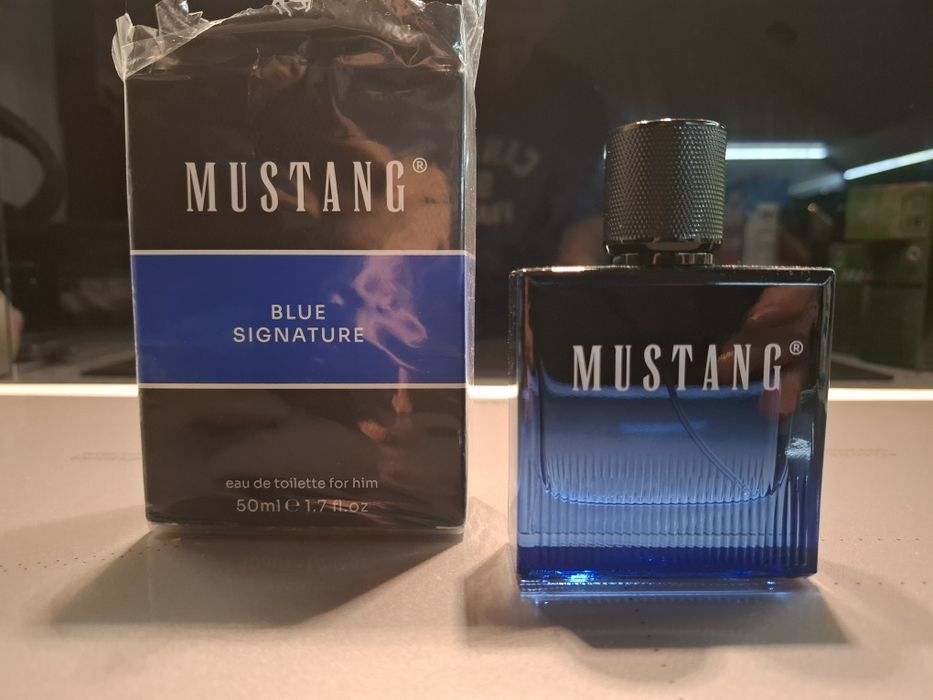 MUSTANG®
BLUE
SIGNATURE
eau de toilette for him
50ml ℮ 1.7 fl.oz
MUSTANG®